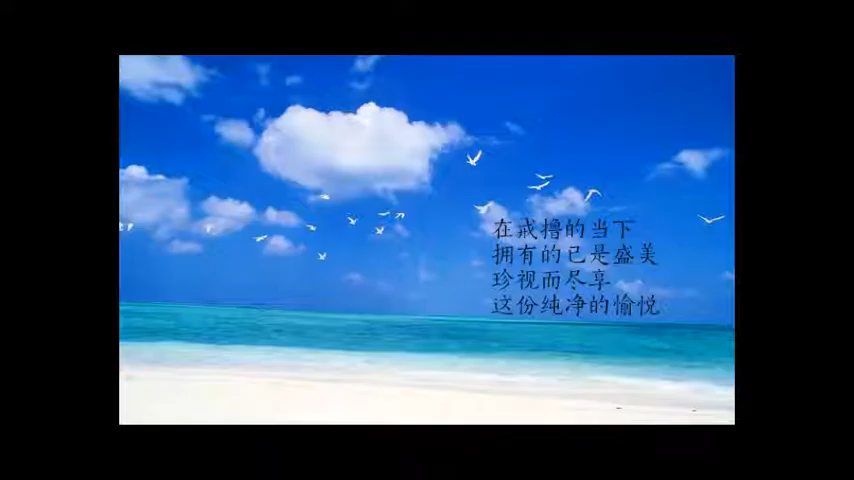 在戒撸的当下
拥有的已是盛美
珍视而尽享
这份纯净的愉悦